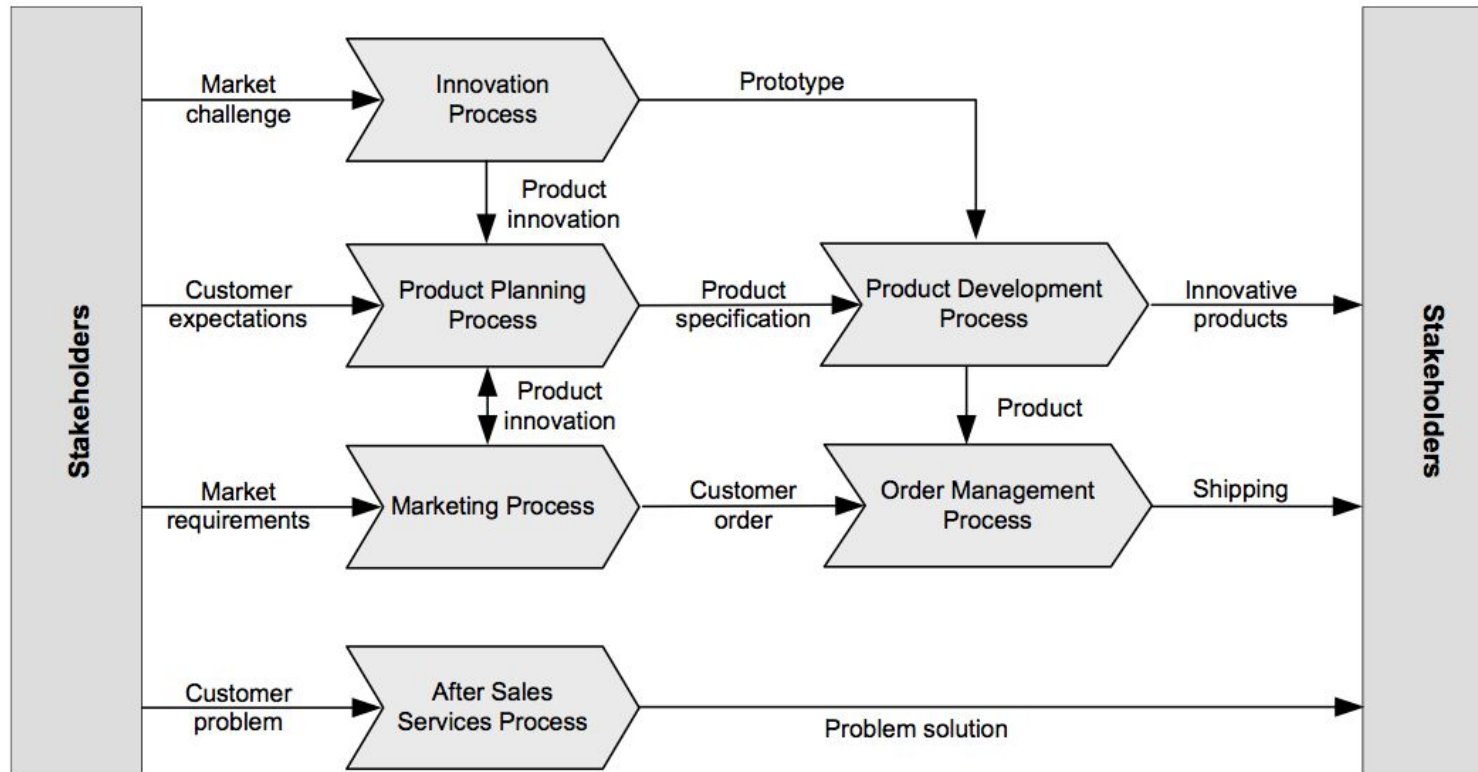 Stakeholders
Market
challenge
Innovation
Process
Prototype
Product
innovation
Customer
expectations
Product Planning
Process
Product
specification
Product Development
Process
Innovative
products
Product
innovation
Product
Market
requirements
Marketing Process
Customer
order
Order Management
Process
Shipping
Customer
problem
After Sales
Services Process
Problem solution
Stakeholders